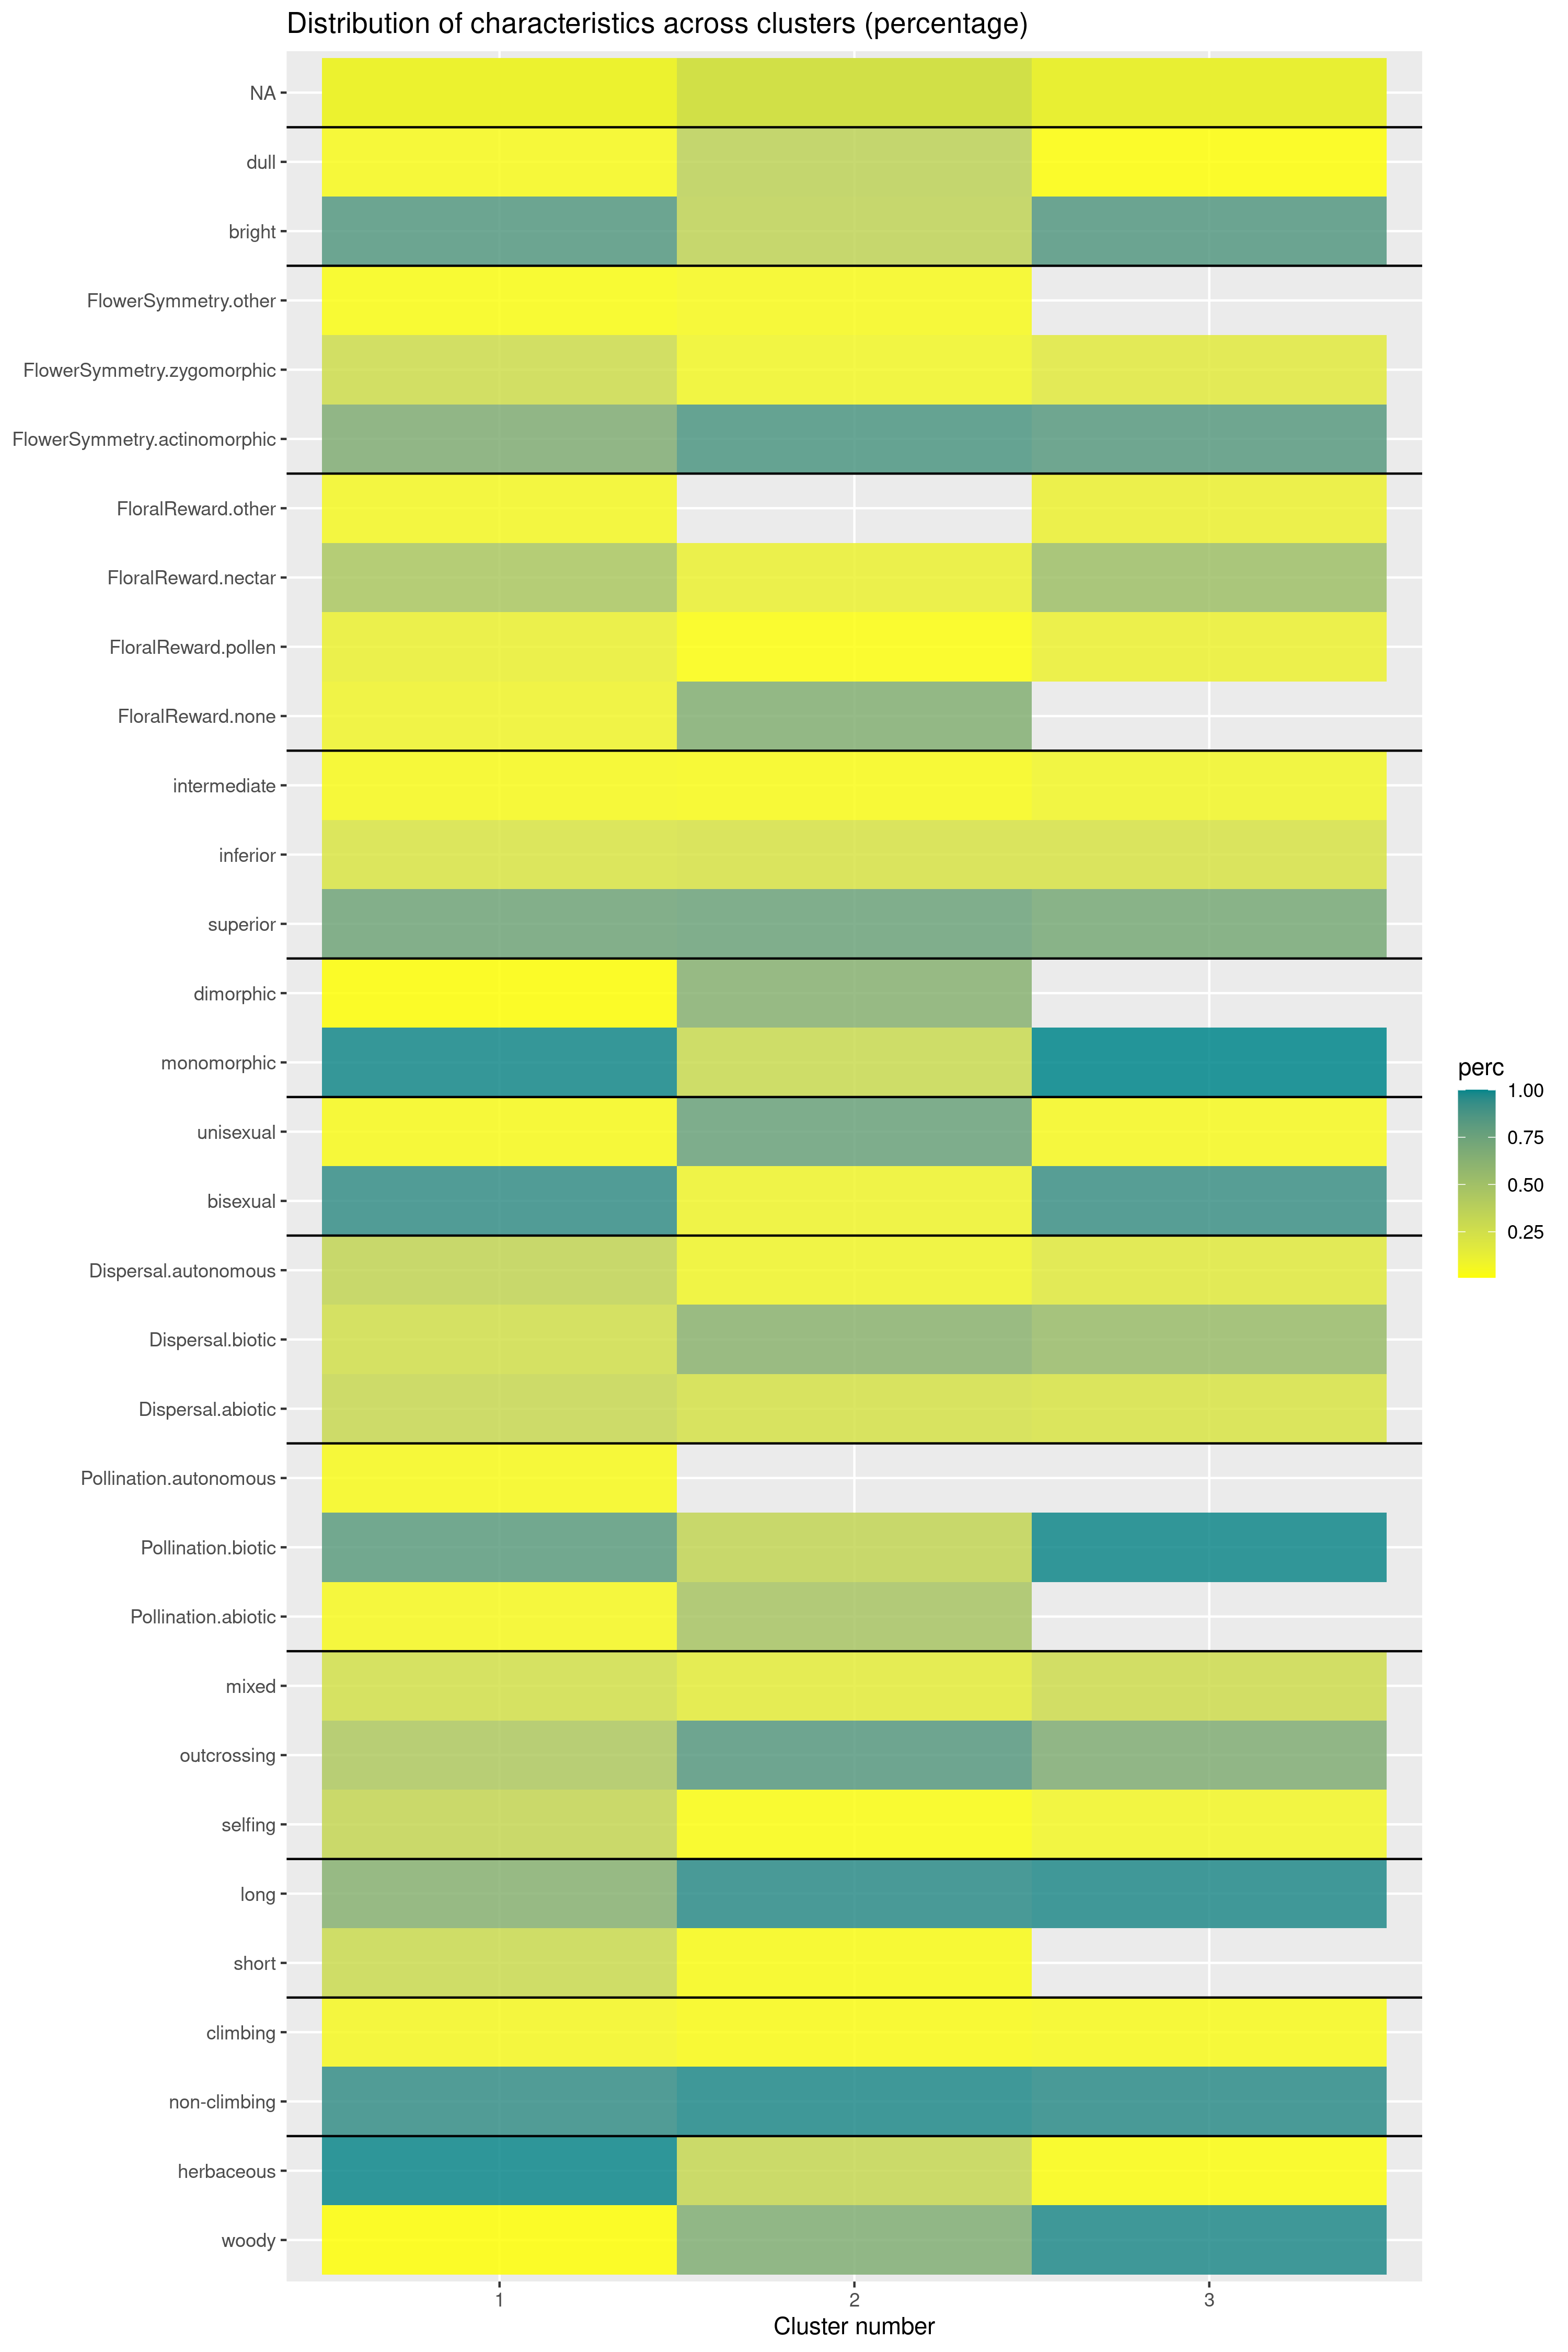 Distribution of characteristics across clusters (percentage)
NA
dull
bright
FlowerSymmetry.other
FlowerSymmetry.zygomorphic
FlowerSymmetry.actinomorphic
FloralReward.other
FloralReward.nectar
FloralReward.pollen
FloralReward.none
intermediate
inferior
superior
dimorphic
monomorphic
unisexual
bisexual
Dispersal.autonomous
Dispersal.biotic
Dispersal.abiotic
Pollination.autonomous
Pollination.biotic
Pollination.abiotic
mixed
outcrossing
selfing
long
short
climbing
non-climbing
herbaceous
woody
1 2 3
Cluster number
perc
1.00
0.75
0.50
0.25